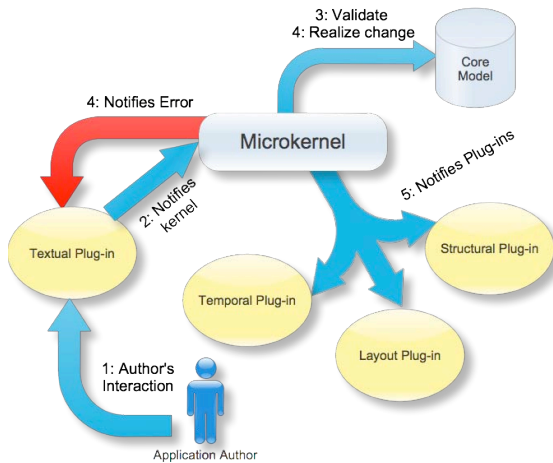 3: Validate
4: Realize change
Core
Model
4: Notifies Error
Microkernel
5: Notifies Plug-ins
2: Notifies
kernel
Textual Plug-in
Structural Plug-in
Temporal Plug-in
Layout Plug-in
1: Author's
Interaction
Application Author